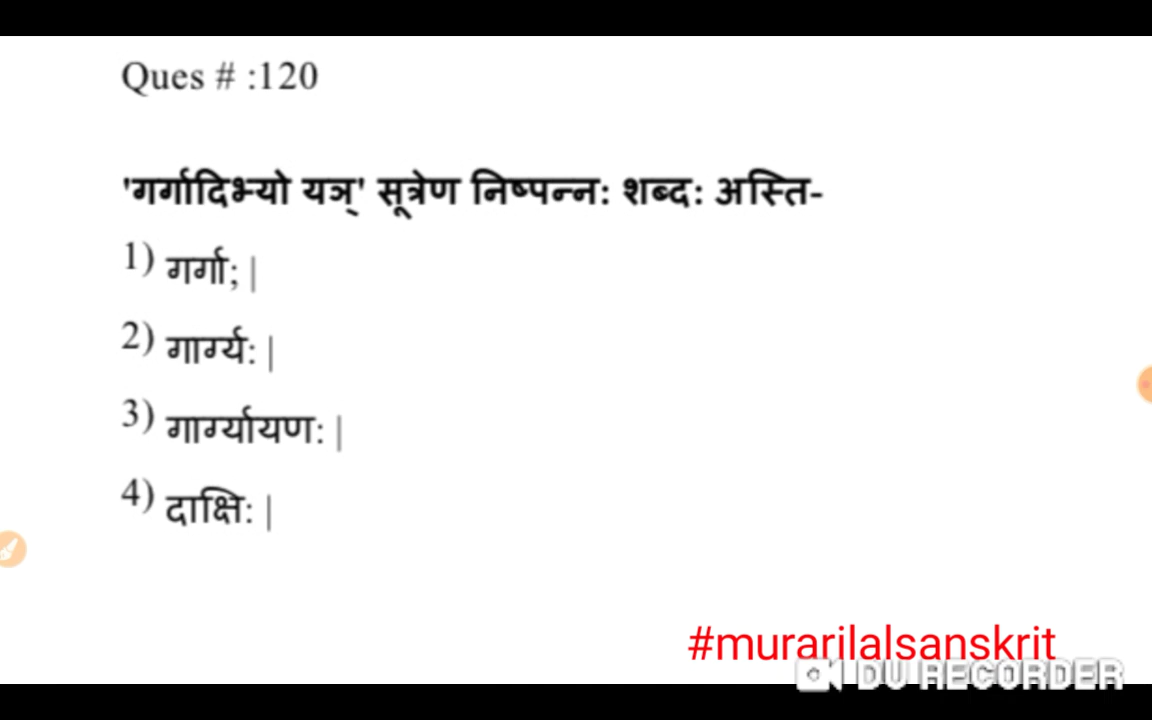 Ques # :120
'गर्गादिभ्यो यञ्' सूत्रेण निष्पन्न: शब्द: अस्ति-
1) गर्गा; |
2) गार्ग्य: |
3) गार्ग्यायण: |
4) दाक्षि: |
#murarilalsanskrit
DU RECORDER